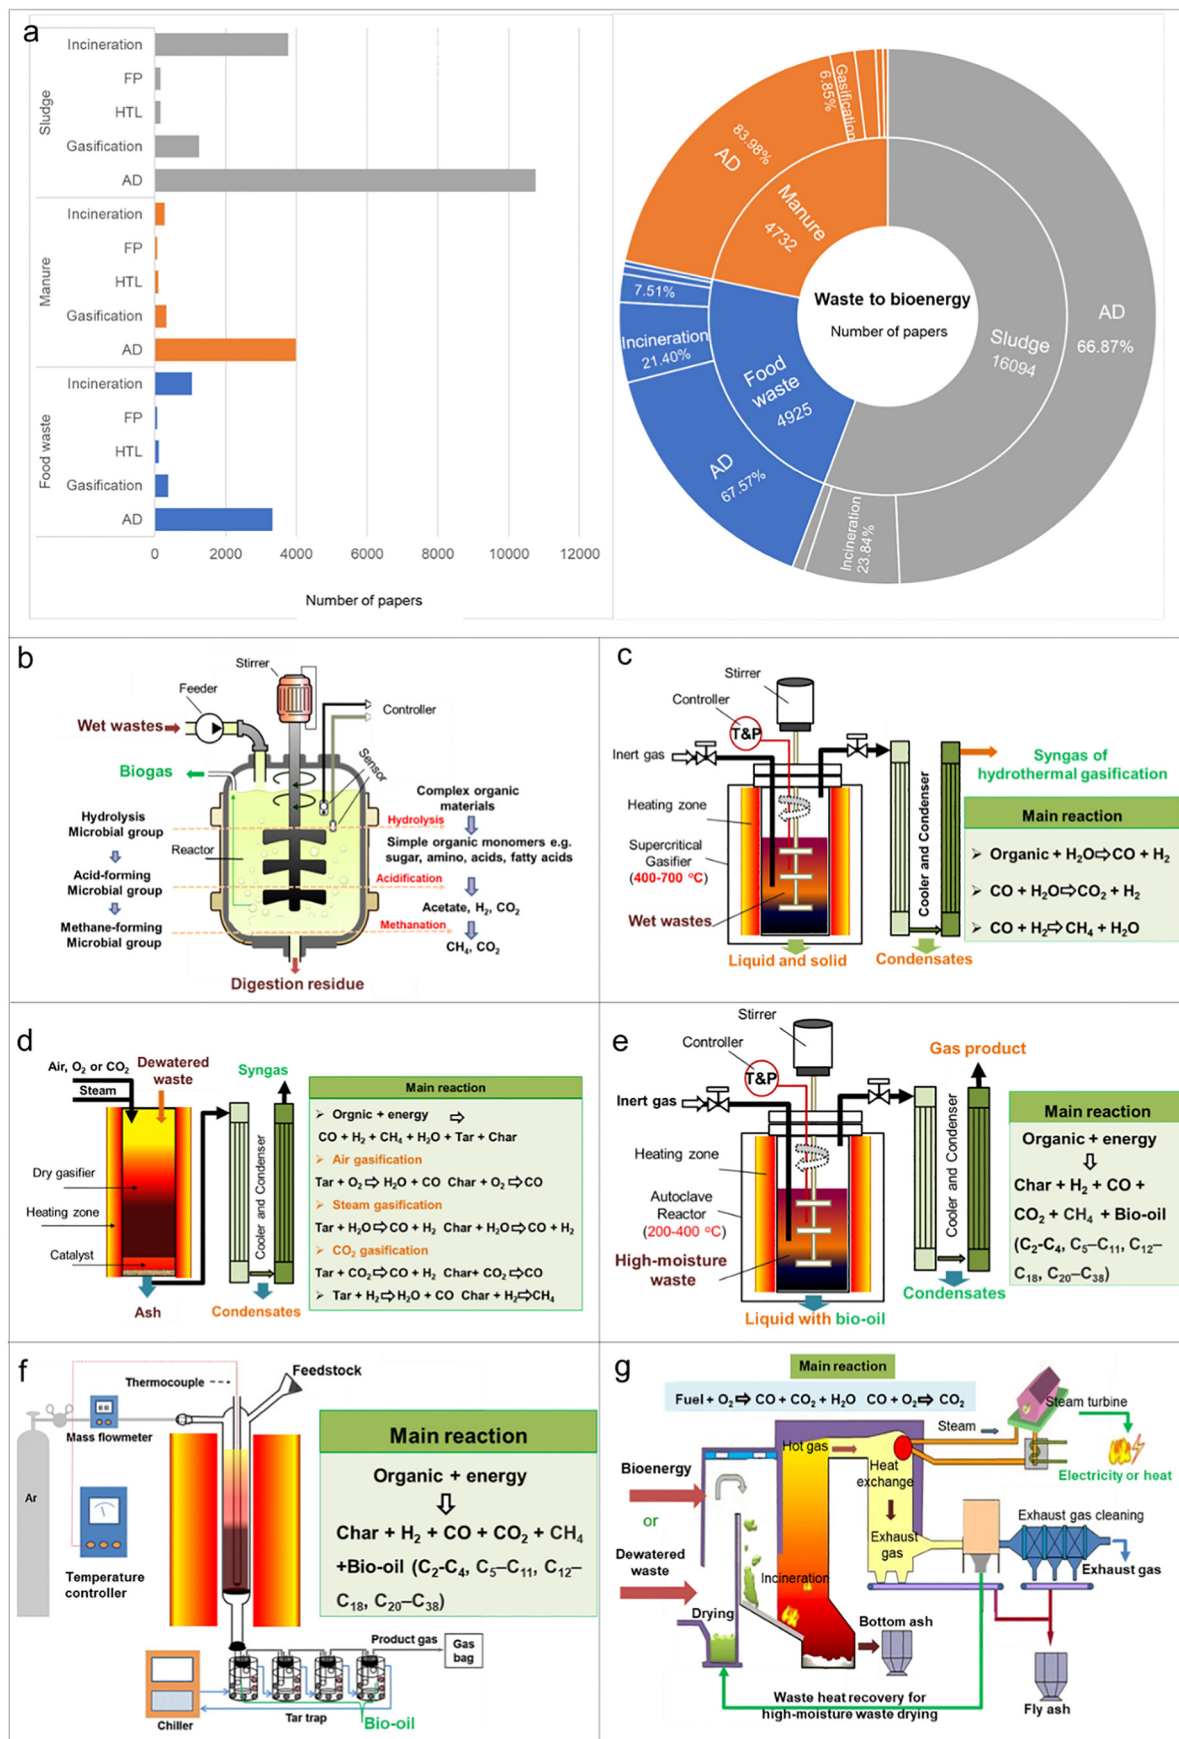 a
Sludge
Incineration
FP
HTL
Gasification
AD
Manure
Incineration
FP
HTL
Gasification
AD
Food waste
Incineration
FP
HTL
Gasification
AD
0 2000 4000 6000 8000 10000 12000
Number of papers
Waste to bioenergy
Number of papers
Manure
4732
Sludge
16094
Food
waste
4925
Gasification
6.85%
83.98%
AD
7.51%
Incineration
21.40%
AD
67.57%
Incineration
23.84%
AD
66.87%
b
Stirrer
Feeder
Wet wastes
Controller
Biogas
Sensor
Complex organic
materials
Hydrolysis
Microbial group
Hydrolysis
Reactor
Simple organic monomers e.g.
sugar, amino, acids, fatty acids
Acid-forming
Microbial group
Acidification
Acetate, H₂, CO₂
Methane-forming
Microbial group
Methanation
CH₄, CO₂
Digestion residue
c
Stirrer
Controller
T&P
Inert gas
Heating zone
Supercritical
Gasifier
(400-700 °C)
Wet wastes
Liquid and solid
Cooler and Condenser
Condensates
Syngas of
hydrothermal gasification
Main reaction
➢ Organic + H₂O⇨CO + H₂
➢ CO + H₂O⇨CO₂ + H₂
➢ CO + H₂⇨CH₄ + H₂O
d
Air, O₂ or CO₂
Steam
Dewatered
waste
Syngas
Dry gasifier
Heating zone
Catalyst
Ash
Cooler and Condenser
Condensates
Main reaction
➢ Orgnic + energy ⇨
CO + H₂ + CH₄ + H₂O + Tar + Char
➢ Air gasification
Tar + O₂⇨ H₂O + CO Char + O₂⇨CO
➢ Steam gasification
Tar + H₂O⇨CO + H₂ Char + H₂O⇨CO + H₂
➢ CO₂ gasification
Tar + CO₂⇨CO + H₂ Char+ CO₂⇨CO
➢ Tar + H₂⇨H₂O + CO Char + H₂⇨CH₄
e
Stirrer
Controller
T&P
Inert gas
Heating zone
Autoclave
Reactor
(200-400 °C)
High-moisture
waste
Liquid with bio-oil
Gas product
Cooler and Condenser
Condensates
Main reaction
Organic + energy
⇩
Char + H₂ + CO +
CO₂ + CH₄ + Bio-oil
(C₂-C₄, C₅–C₁₁, C₁₂–
C₁₈, C₂₀–C₃₈)
f
Thermocouple
Feedstock
Mass flowmeter
Ar
Temperature
controller
Main reaction
Organic + energy
⇩
Char + H₂ + CO + CO₂ + CH₄
+Bio-oil (C₂-C₄, C₅–C₁₁, C₁₂–
C₁₈, C₂₀–C₃₈)
Product gas
Gas
bag
Chiller
Tar trap
Bio-oil
g
Main reaction
Fuel + O₂⇨ CO + CO₂ + H₂O CO + O₂⇨ CO₂
Steam turbine
Steam
Hot gas
Bioenergy
Heat
exchange
Electricity or heat
or
Exhaust gas cleaning
Exhaust
gas
Dewatered
waste
Exhaust gas
Incineration
Drying
Bottom ash
Waste heat recovery for
high-moisture waste drying
Fly ash